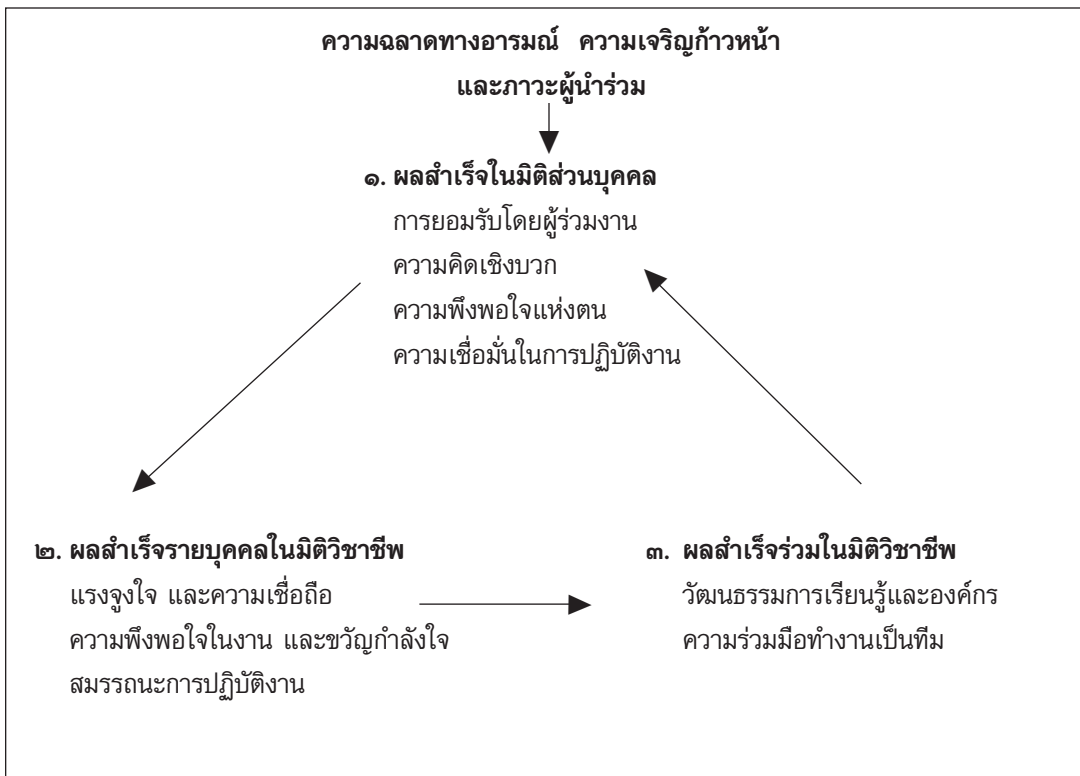 ความฉลาดทางอารมณ์ ความเจริญก้าวหน้า
และภาวะผู้นำร่วม
๑. ผลสำเร็จในมิติส่วนบุคคล
การยอมรับโดยผู้ร่วมงาน
ความคิดเชิงบวก
ความพึงพอใจแห่งตน
ความเชื่อมั่นในการปฏิบัติงาน
๒. ผลสำเร็จรายบุคคลในมิติวิชาชีพ
แรงจูงใจ และความเชื่อถือ
ความพึงพอใจในงาน และขวัญกำลังใจ
สมรรถนะการปฏิบัติงาน
๓. ผลสำเร็จร่วมในมิติวิชาชีพ
วัฒนธรรมการเรียนรู้และองค์กร
ความร่วมมือทำงานเป็นทีม